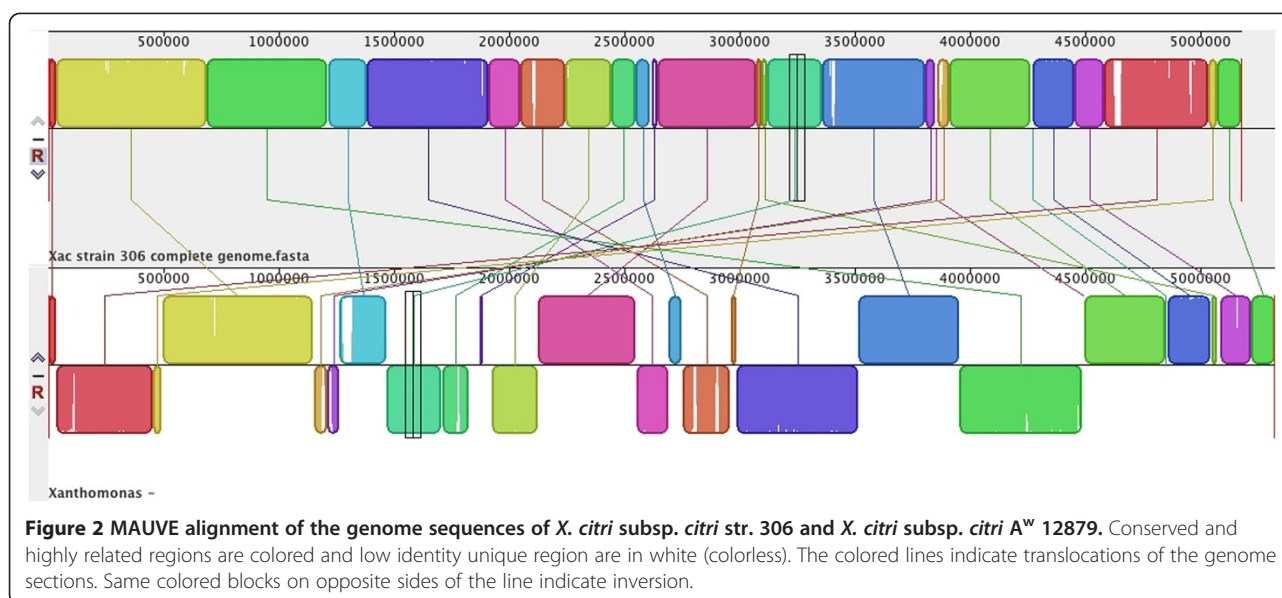 500000 1000000 1500000 2000000 2500000 3000000 3500000 4000000 4500000 5000000
R
Xac strain 306 complete genome.fasta
500000 1000000 1500000 2000000 2500000 3000000 3500000 4000000 4500000 5000000
R
Xanthomonas -
Figure 2 MAUVE alignment of the genome sequences of X. citri subsp. citri str. 306 and X. citri subsp. citri Aʷ 12879. Conserved and
highly related regions are colored and low identity unique region are in white (colorless). The colored lines indicate translocations of the genome
sections. Same colored blocks on opposite sides of the line indicate inversion.